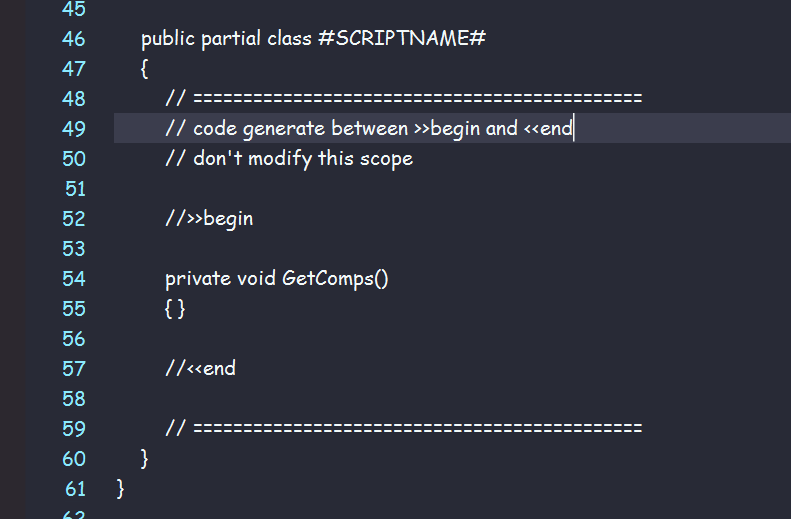 45
46 public partial class #SCRIPTNAME#
47 {
48 // =============================================
49 // code generate between >>begin and <<end
50 // don't modify this scope
51
52 //>>begin
53
54 private void GetComps()
55 { }
56
57 //<<end
58
59 // =============================================
60 }
61 }
62